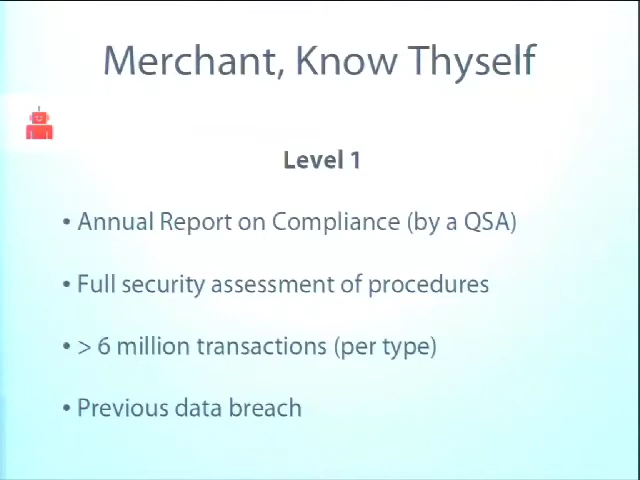 Merchant, Know Thyself
Level 1
• Annual Report on Compliance (by a QSA)
• Full security assessment of procedures
• > 6 million transactions (per type)
• Previous data breach